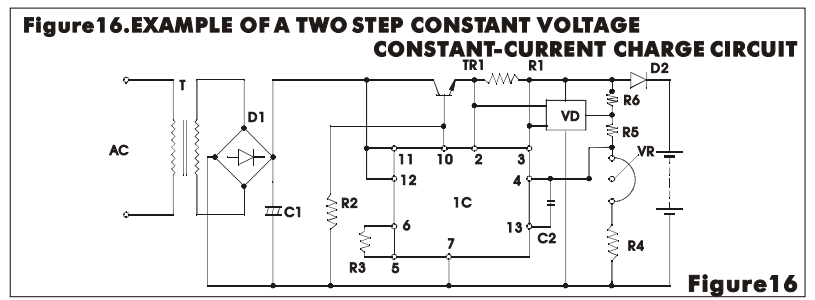 Figure16.EXAMPLE OF A TWO STEP CONSTANT VOLTAGE
CONSTANT-CURRENT CHARGE CIRCUIT
TR1 R1 D2
T
D1
R6
VD
R5
AC
11 10 2 3
VR
12
4
R2
1C
C1
6
13
C2
R4
R3
5
7
Figure16